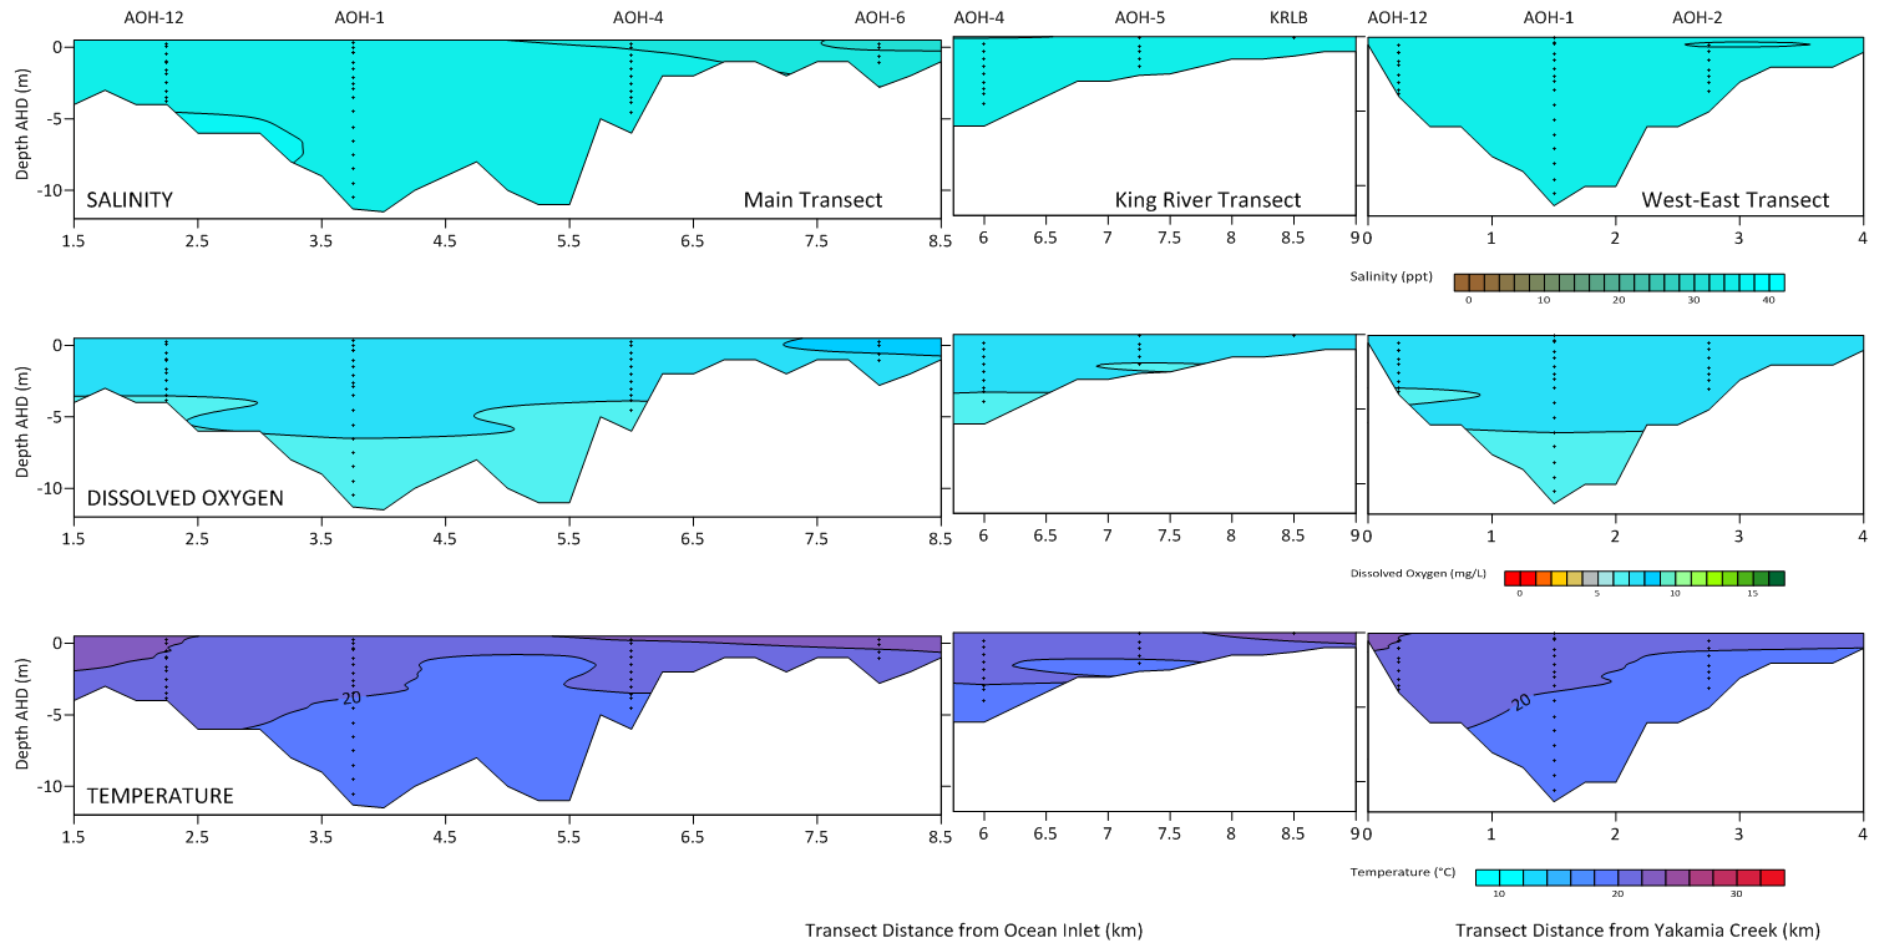 AOH-12 AOH-1 AOH-4 AOH-6 AOH-4 AOH-5 KRLB AOH-12 AOH-1 AOH-2
Depth AHD (m)
0
-5
-10
SALINITY
Main Transect
King River Transect
West-East Transect
1.5 2.5 3.5 4.5 5.5 6.5 7.5 8.5 6 6.5 7 7.5 8 8.5 9 0 1 2 3 4
Salinity (ppt)
0 10 20 30 40
Depth AHD (m)
0
-5
-10
DISSOLVED OXYGEN
1.5 2.5 3.5 4.5 5.5 6.5 7.5 8.5 6 6.5 7 7.5 8 8.5 9 0 1 2 3 4
Dissolved Oxygen (mg/L)
0 5 10 15
Depth AHD (m)
0
-5
-10
20
20
TEMPERATURE
1.5 2.5 3.5 4.5 5.5 6.5 7.5 8.5 6 6.5 7 7.5 8 8.5 9 0 1 2 3 4
Temperature (°C)
10 20 30
Transect Distance from Ocean Inlet (km) Transect Distance from Yakamia Creek (km)